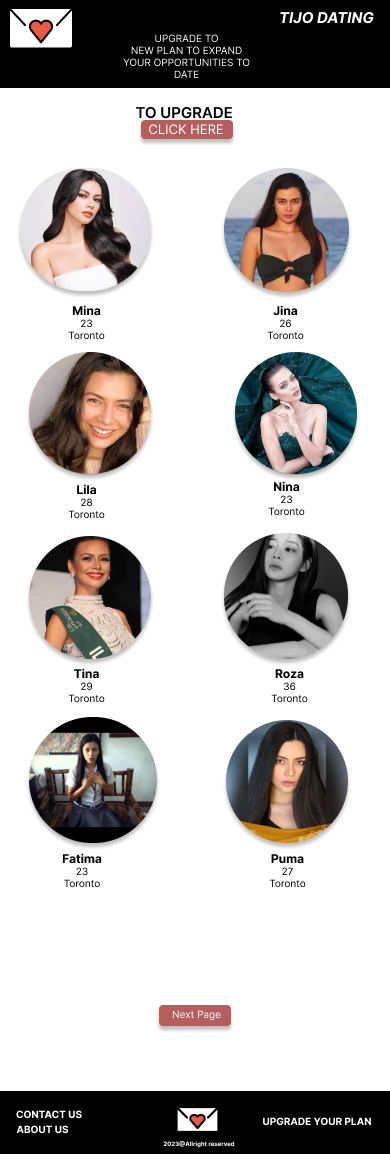 TIJO DATING
UPGRADE TO
NEW PLAN TO EXPAND
YOUR OPPORTUNITIES TO
DATE
TO UPGRADE
CLICK HERE
Mina
23
Toronto
Jina
26
Toronto
Lila
28
Toronto
Nina
23
Toronto
Tina
29
Toronto
Roza
36
Toronto
Fatima
23
Toronto
Puma
27
Toronto
Next Page
CONTACT US
ABOUT US
2023@Allright reserved
UPGRADE YOUR PLAN